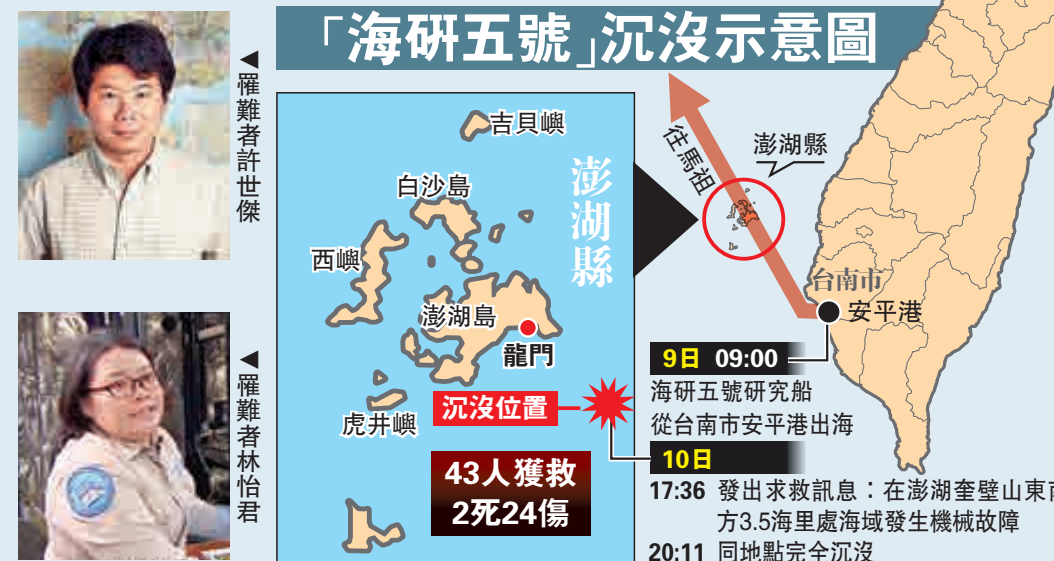 「海研五號」沉沒示意圖
◀罹難者許世傑
◀罹難者林怡君
吉貝嶼
白沙島
西嶼
澎湖縣
澎湖島
龍門
虎井嶼
沉沒位置
43人獲救
2死24傷
往馬祖
澎湖縣
台南市
安平港
9日 09:00
海研五號研究船
從台南市安平港出海
10日
17:36 發出求救訊息：在澎湖奎壁山東南
方3.5海里處海域發生機械故障
20:11 同地點完全沉沒